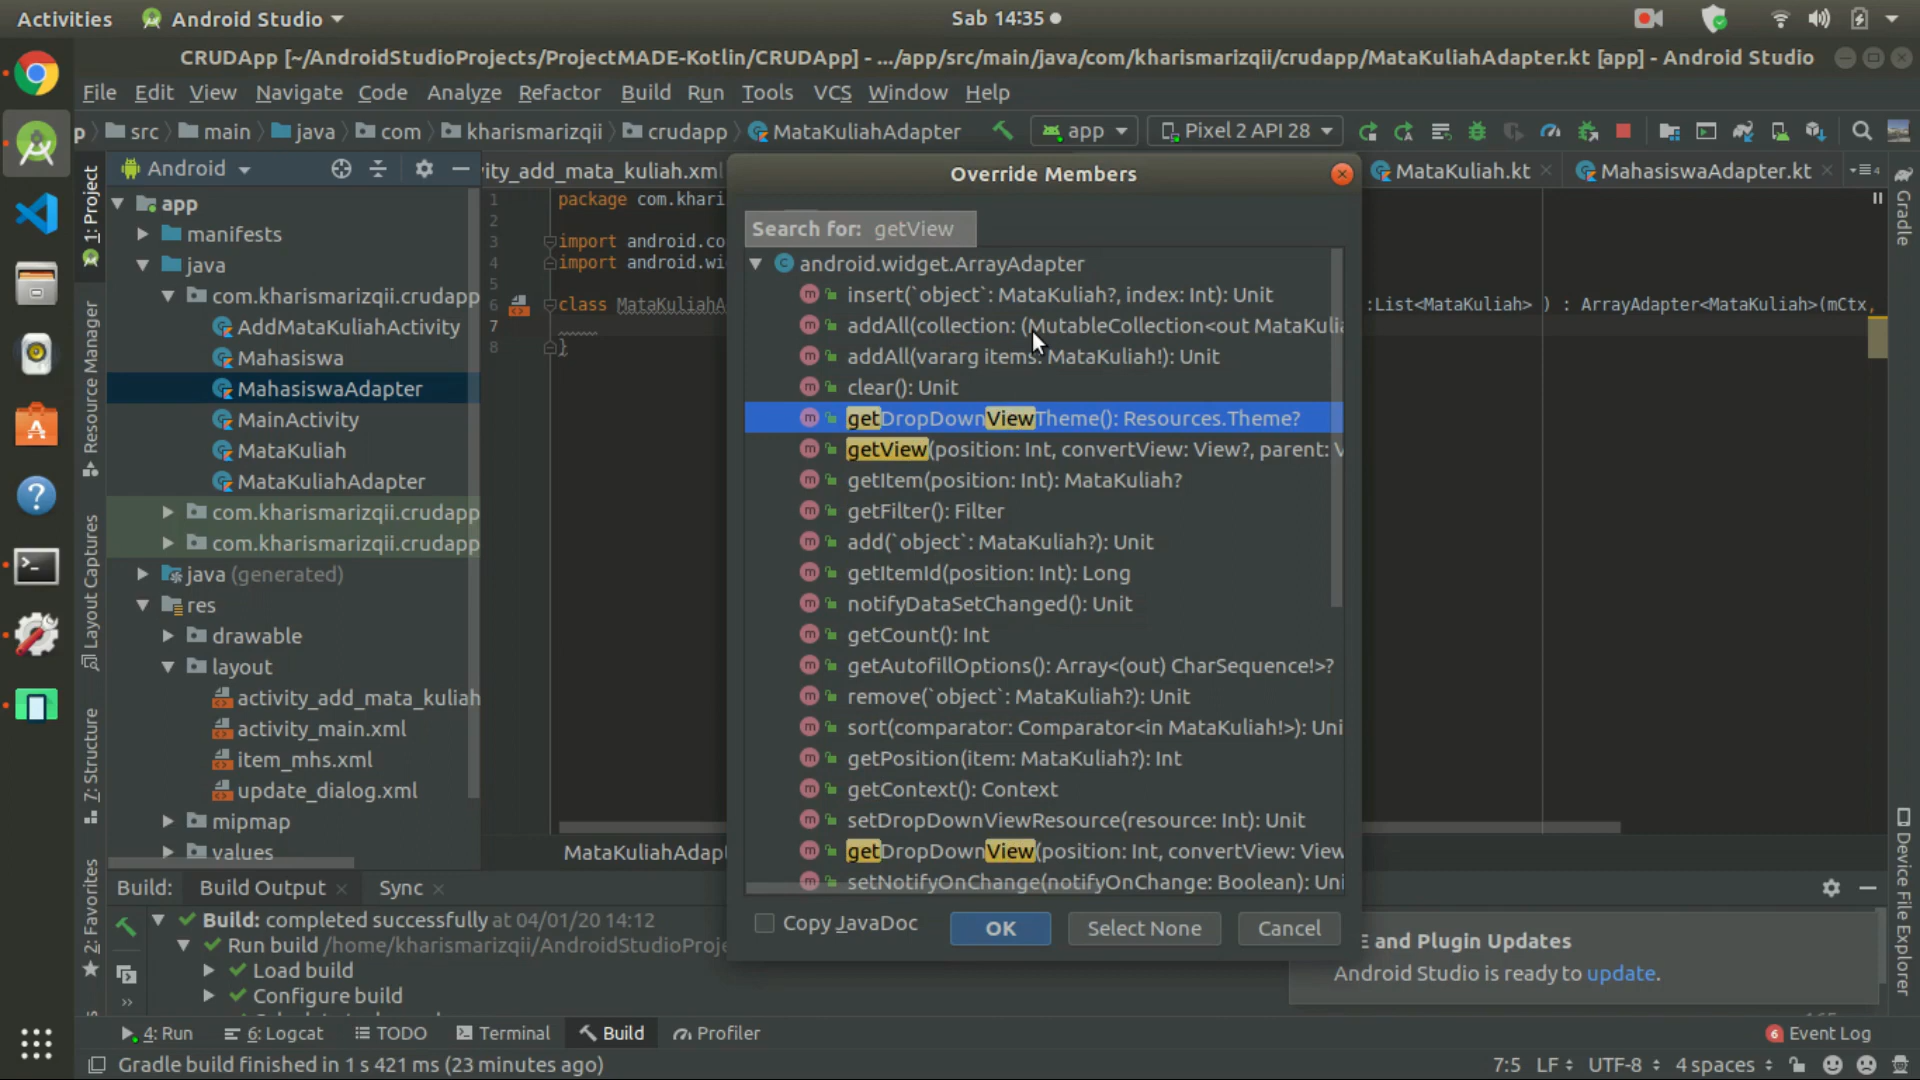 Activities
Android Studio
Sab 14:35
CRUDApp [~/AndroidStudioProjects/ProjectMADE-Kotlin/CRUDApp] - .../app/src/main/java/com/kharismarizqii/crudapp/MataKuliahAdapter.kt [app] - Android Studio
File Edit View Navigate Code Analyze Refactor Build Run Tools VCS Window Help
p src main java com kharismarizqii crudapp MataKuliahAdapter app Pixel 2 API 28
Android
ity_add_mata_kuliah.xml
MataKuliah.kt
MahasiswaAdapter.kt
4
1: Project
Resource Manager
Layout Captures
7: Structure
2: Favorites
Gradle
Device File Explorer
app
manifests
java
com.kharismarizqii.crudapp
AddMataKuliahActivity
Mahasiswa
MahasiswaAdapter
MainActivity
MataKuliah
MataKuliahAdapter
com.kharismarizqii.crudapp
com.kharismarizqii.crudapp
java (generated)
res
drawable
layout
activity_add_mata_kuliah
activity_main.xml
item_mhs.xml
update_dialog.xml
mipmap
values
1 package com.khari
2
3 import android.co
4 import android.wi
5
6 class MataKuliahA
:List<MataKuliah> ) : ArrayAdapter<MataKuliah>(mCtx,
7
8 }
MataKuliahAdapt
Override Members
Search for: getView
android.widget.ArrayAdapter
insert(`object`: MataKuliah?, index: Int): Unit
addAll(collection: (MutableCollection<out MataKulia
addAll(vararg items: MataKuliah!): Unit
clear(): Unit
getDropDownViewTheme(): Resources.Theme?
getView(position: Int, convertView: View?, parent: V
getItem(position: Int): MataKuliah?
getFilter(): Filter
add(`object`: MataKuliah?): Unit
getItemId(position: Int): Long
notifyDataSetChanged(): Unit
getCount(): Int
getAutofillOptions(): Array<(out) CharSequence!>?
remove(`object`: MataKuliah?): Unit
sort(comparator: Comparator<in MataKuliah!>): Uni
getPosition(item: MataKuliah?): Int
getContext(): Context
setDropDownViewResource(resource: Int): Unit
getDropDownView(position: Int, convertView: View
setNotifyOnChange(notifyOnChange: Boolean): Uni
Copy JavaDoc
OK
Select None
Cancel
Build:
Build Output
Sync
Build: completed successfully at 04/01/20 14:12
Run build /home/kharismarizqii/AndroidStudioProje
Load build
Configure build
E and Plugin Updates
Android Studio is ready to update.
4: Run 6: Logcat TODO Terminal Build Profiler
6 Event Log
Gradle build finished in 1 s 421 ms (23 minutes ago)
7:5 LF UTF-8 4 spaces